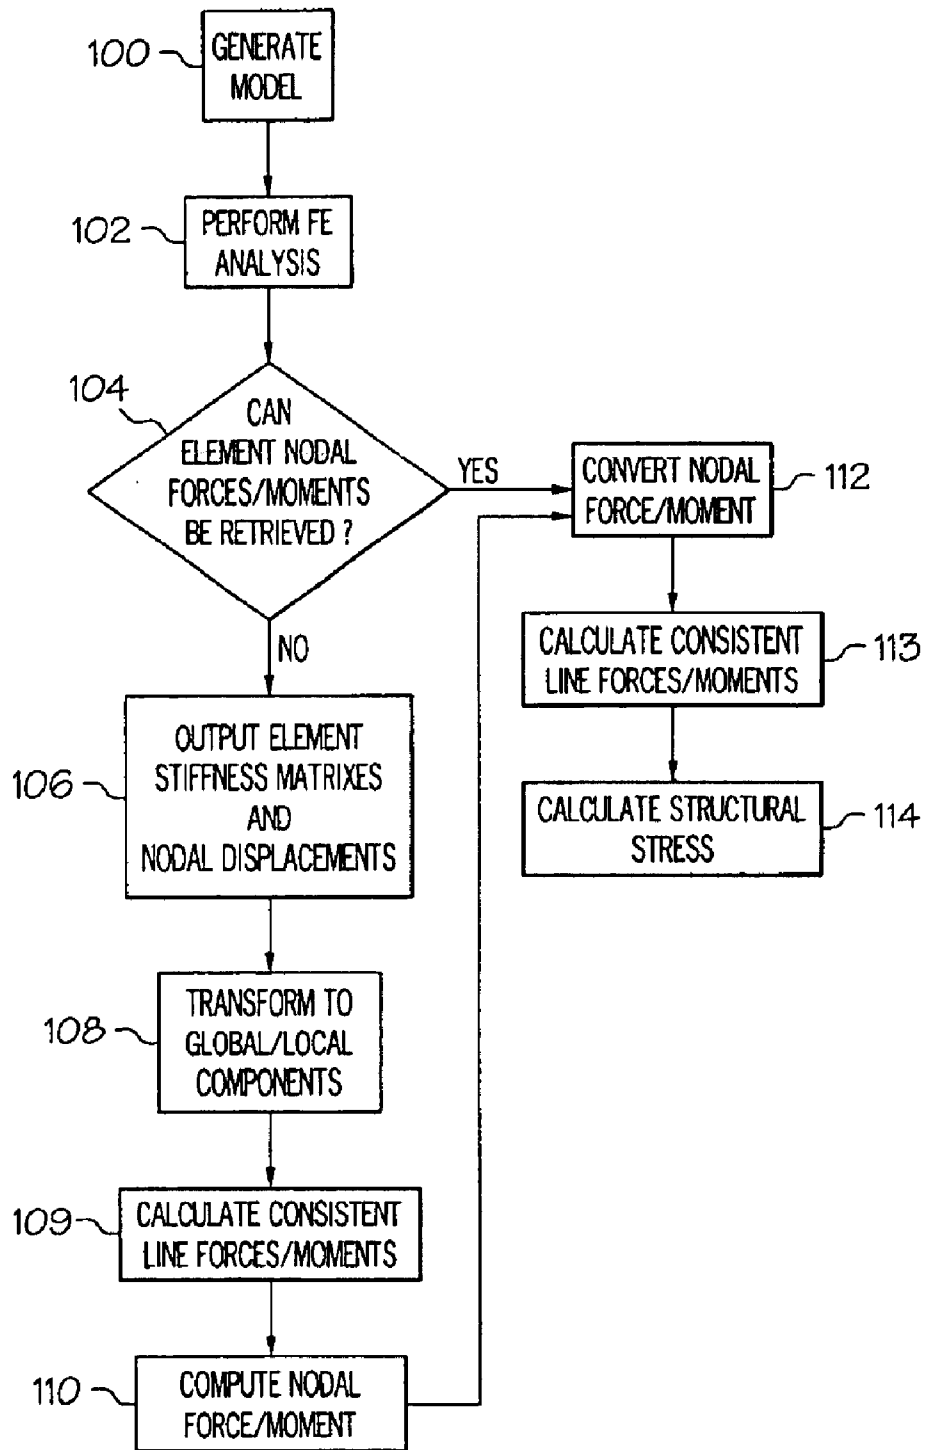 100
GENERATE
MODEL
102
PERFORM FE
ANALYSIS
104
CAN
ELEMENT NODAL
FORCES/MOMENTS
BE RETRIEVED ?
YES
NO
CONVERT NODAL
FORCE/MOMENT
112
CALCULATE CONSISTENT
LINE FORCES/MOMENTS
113
CALCULATE STRUCTURAL
STRESS
114
106
OUTPUT ELEMENT
STIFFNESS MATRIXES
AND
NODAL DISPLACEMENTS
108
TRANSFORM TO
GLOBAL/LOCAL
COMPONENTS
109
CALCULATE CONSISTENT
LINE FORCES/MOMENTS
110
COMPUTE NODAL
FORCE/MOMENT